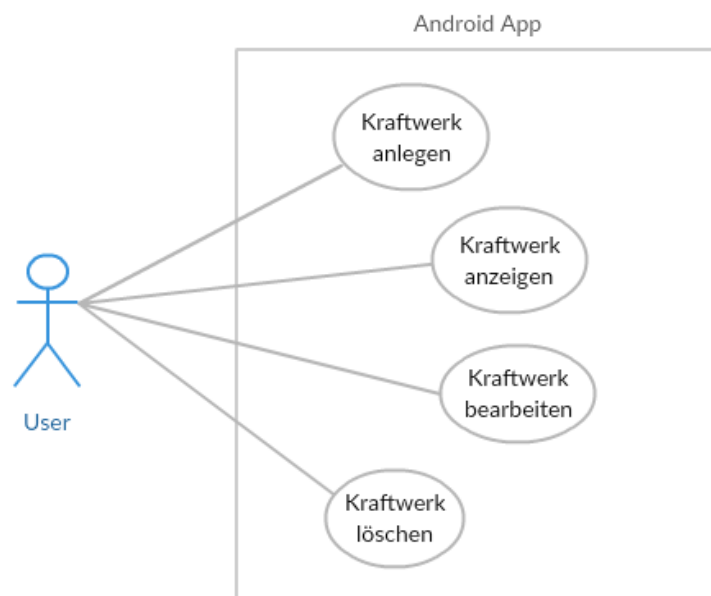 Android App
Kraftwerk
anlegen
Kraftwerk
anzeigen
Kraftwerk
bearbeiten
User
Kraftwerk
löschen